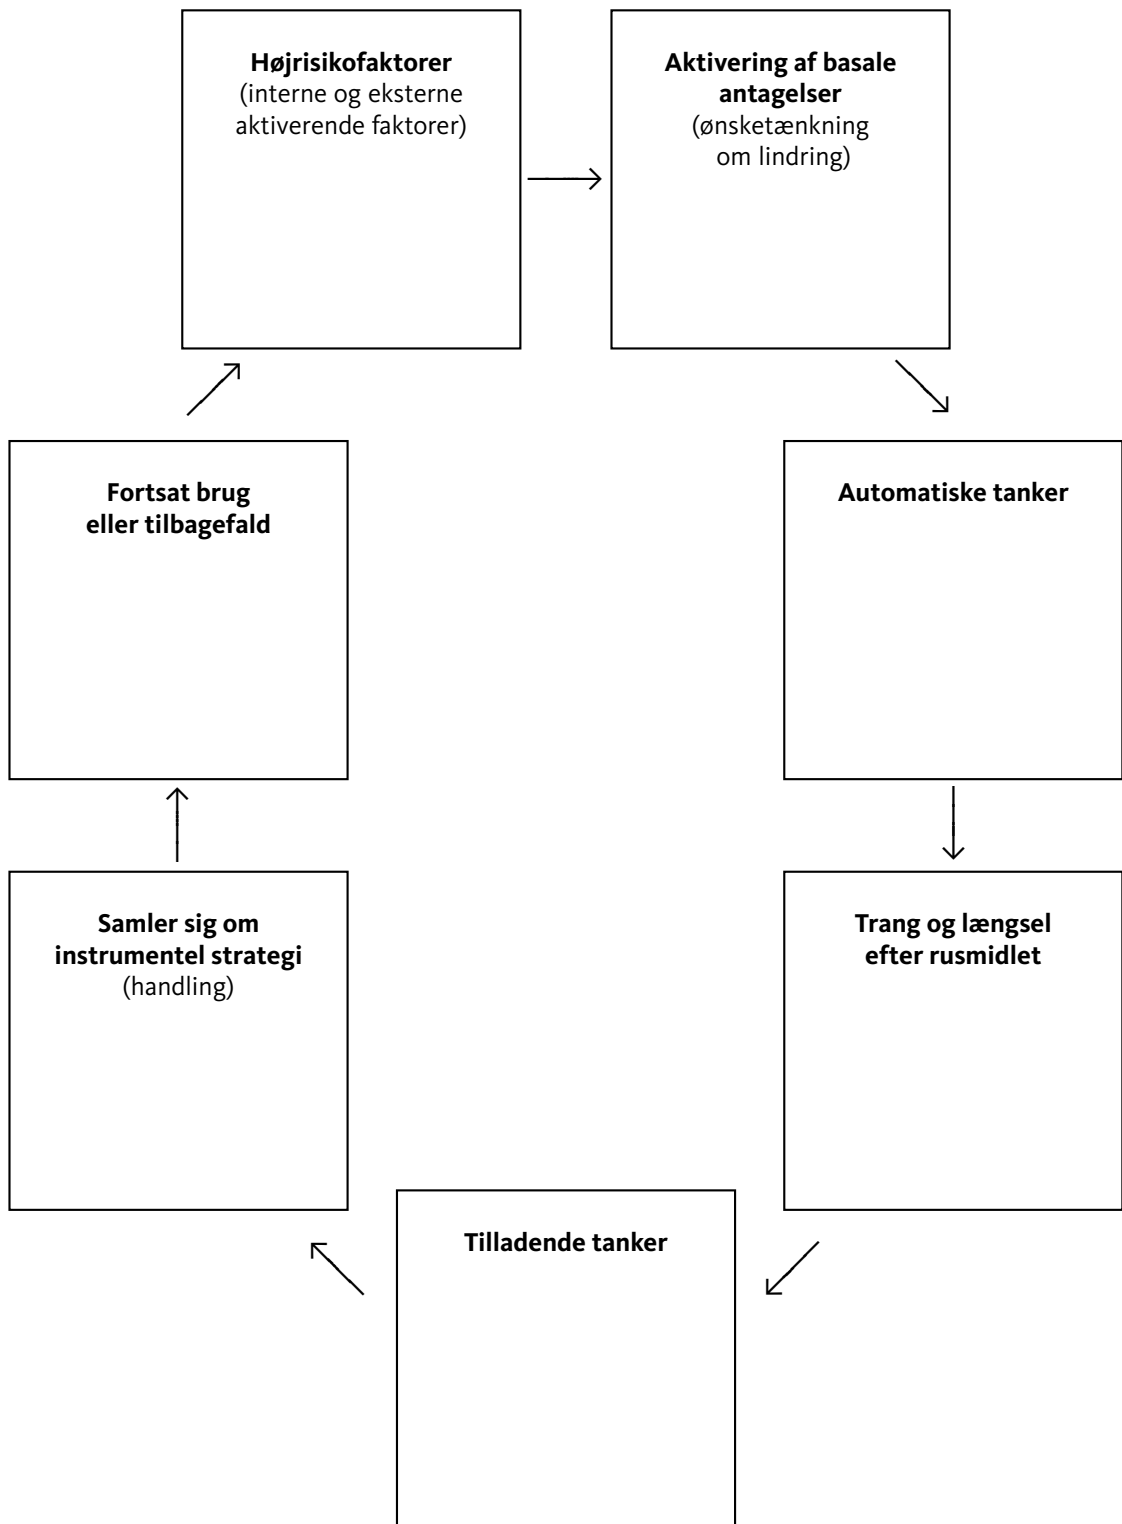 Højrisikofaktorer
(interne og eksterne
aktiverende faktorer)
Aktivering af basale
antagelser
(ønsketænkning
om lindring)
Automatiske tanker
Trang og længsel
efter rusmidlet
Tilladende tanker
Samler sig om
instrumentel strategi
(handling)
Fortsat brug
eller tilbagefald